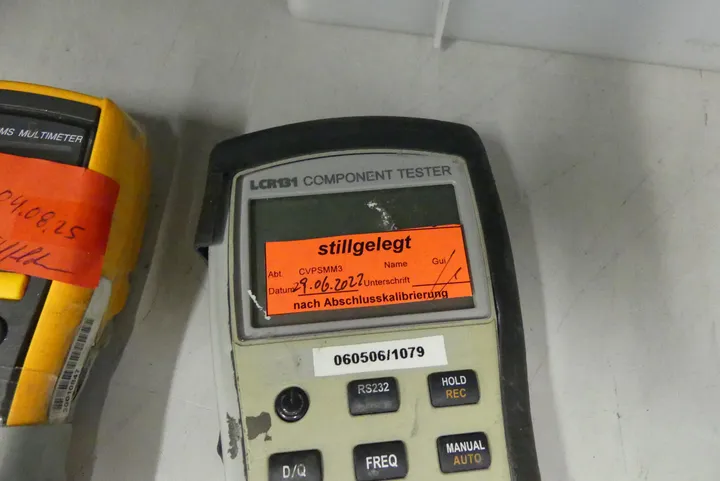 MS MULTIMETER
04.08.25
LCR131 COMPONENT TESTER
stillgelegt
Abt. CVPSMM3 Name Gui
Datum 29.06.2022 Unterschrift
nach Abschlusskalibrierung
060506/1079
RS232
HOLD
REC
D/Q
FREQ
MANUAL
AUTO